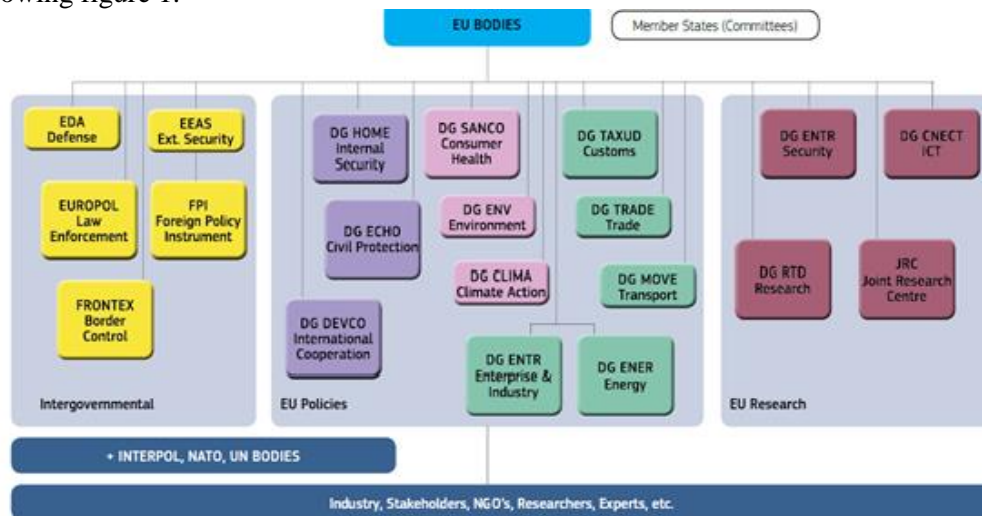 owing figure 1.
EU BODIES
Member States (Committees)
EDA
Defense
EEAS
Ext. Security
EUROPOL
Law
Enforcement
FPI
Foreign Policy
Instrument
FRONTEX
Border
Control
Intergovernmental
DG HOME
Internal
Security
DG SANCO
Consumer
Health
DG TAXUD
Customs
DG ECHO
Civil Protection
DG ENV
Environment
DG TRADE
Trade
DG CLIMA
Climate Action
DG MOVE
Transport
DG DEVCO
International
Cooperation
DG ENTR
Enterprise &
Industry
DG ENER
Energy
EU Policies
DG ENTR
Security
DG CNECT
ICT
DG RTD
Research
JRC
Joint Research
Centre
EU Research
+ INTERPOL, NATO, UN BODIES
Industry, Stakeholders, NGO's, Researchers, Experts, etc.